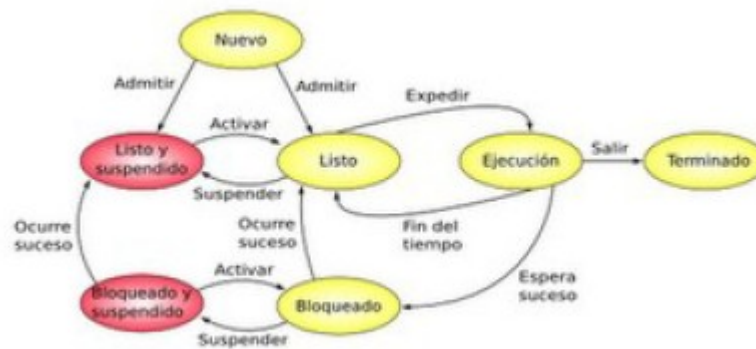 Nuevo
Admitir
Admitir
Expedir
Activar
Listo y
suspendido
Listo
Ejecución
Salir
Terminado
Suspender
Ocurre
suceso
Ocurre
suceso
Fin del
tiempo
Activar
Espera
suceso
Bloqueado y
suspendido
Bloqueado
Suspender